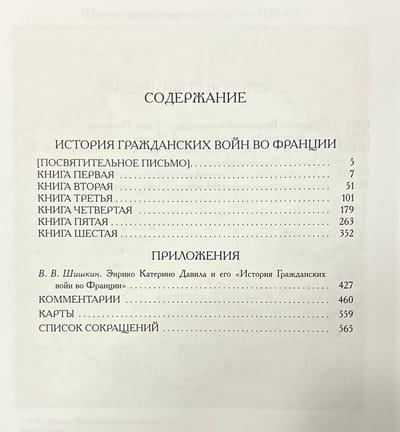 СОДЕРЖАНИЕ
ИСТОРИЯ ГРАЖДАНСКИХ ВОЙН ВО ФРАНЦИИ
[ПОСВЯТИТЕЛЬНОЕ ПИСЬМО]. 5
КНИГА ПЕРВАЯ 7
КНИГА ВТОРАЯ 51
КНИГА ТРЕТЬЯ 101
КНИГА ЧЕТВЕРТАЯ 179
КНИГА ПЯТАЯ 263
КНИГА ШЕСТАЯ 352
ПРИЛОЖЕНИЯ
В. В. Шишкин. Энрико Катерино Давила и его «История Гражданских
войн во Франции» 427
КОММЕНТАРИИ 460
КАРТЫ 559
СПИСОК СОКРАЩЕНИЙ 565